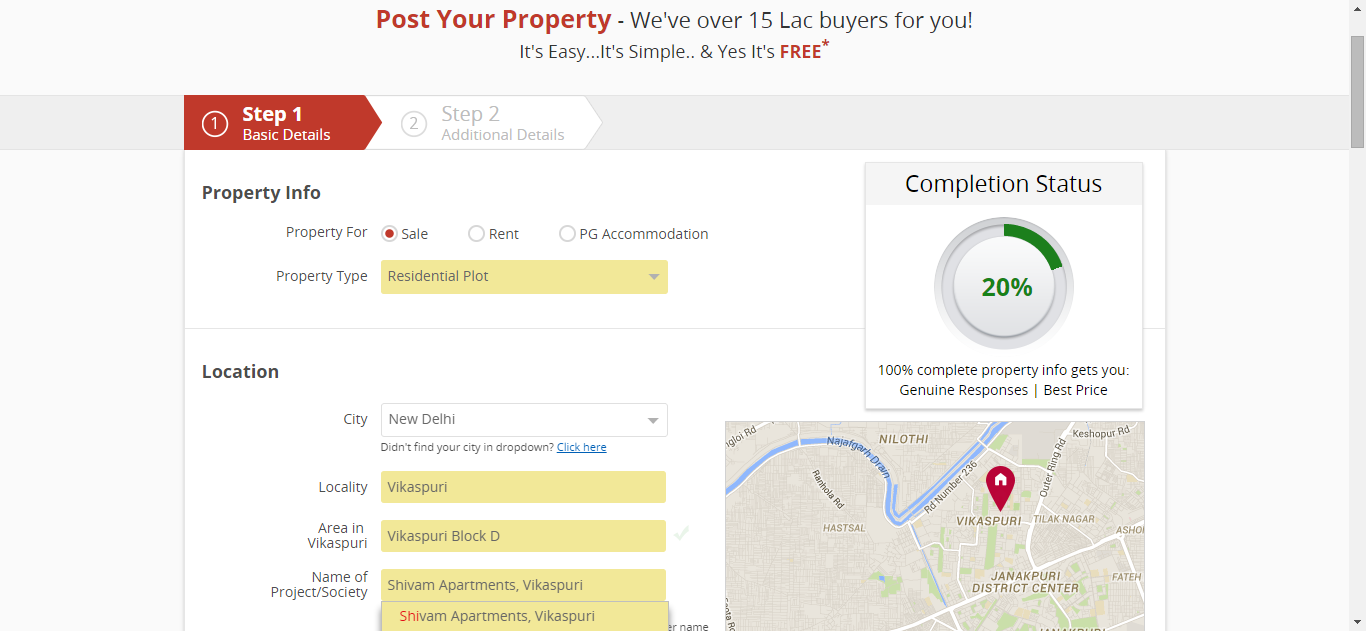 Post Your Property - We've over 15 Lac buyers for you!
It's Easy...It's Simple.. & Yes It's FREE*
1 Step 1
Basic Details
2 Step 2
Additional Details
Property Info
Property For Sale Rent PG Accommodation
Property Type Residential Plot
Completion Status
20%
100% complete property info gets you:
Genuine Responses | Best Price
Location
City New Delhi
Didn't find your city in dropdown? Click here
Locality Vikaspuri
Area in
Vikaspuri
Vikaspuri Block D
Name of
Project/Society
Shivam Apartments, Vikaspuri
Shivam Apartments, Vikaspuri
er name
ngloi Rd
Najafgarh Drain
NILOTHI
Keshopur Rd
Ranhola Rd
Rd Number 236
Outer Ring Rd
HASTSAL
VIKASPURI
TILAK NAGAR
ASHO
JANAKPURI
DISTRICT CENTER
FATEH
JANAKPURI